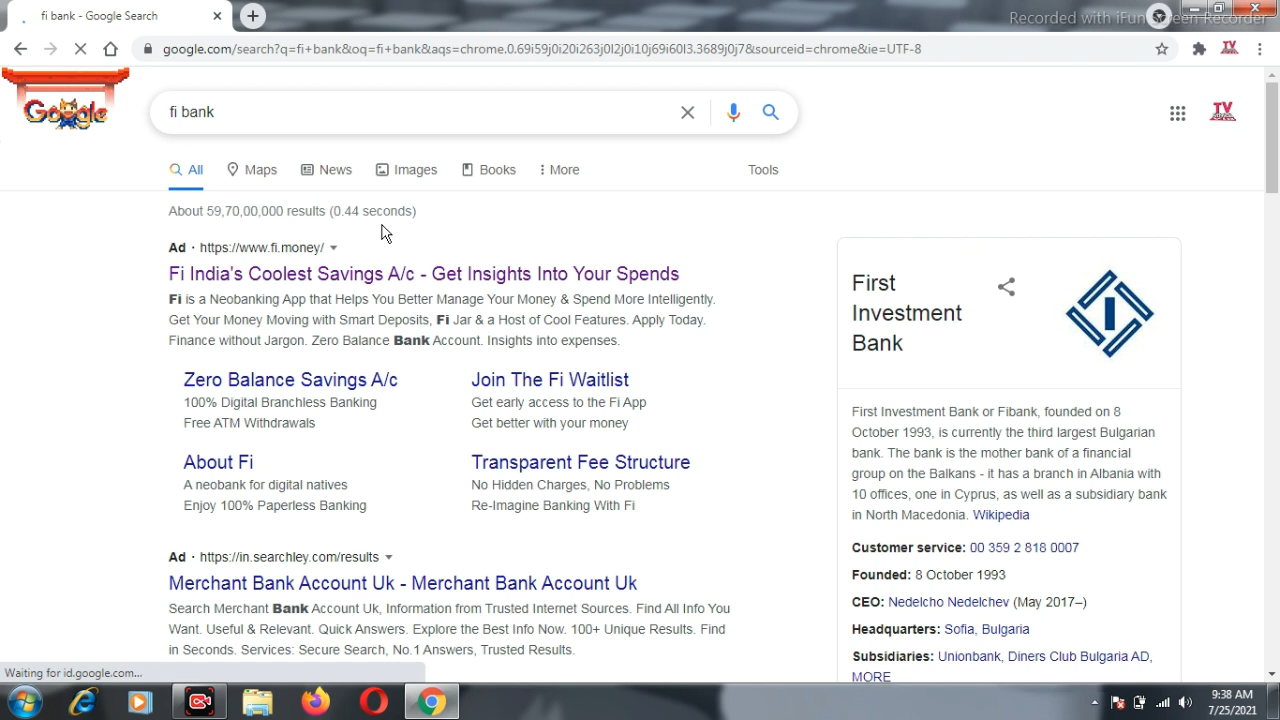 fi bank - Google Search
Recorded with iFun Screen Recorder
google.com/search?q=fi+bank&oq=fi+bank&aqs=chrome.0.69i59j0i20i263j0l2j0i10j69i60l3.3689j0j7&sourceid=chrome&ie=UTF-8
TV
Google
fi bank
TV
All
Maps
News
Images
Books
More
Tools
About 59,70,00,000 results (0.44 seconds)
Ad · https://www.fi.money/
Fi India's Coolest Savings A/c - Get Insights Into Your Spends
Fi is a Neobanking App that Helps You Better Manage Your Money & Spend More Intelligently.
Get Your Money Moving with Smart Deposits, Fi Jar & a Host of Cool Features. Apply Today.
Finance without Jargon. Zero Balance Bank Account. Insights into expenses.
Zero Balance Savings A/c
100% Digital Branchless Banking
Free ATM Withdrawals
Join The Fi Waitlist
Get early access to the Fi App
Get better with your money
About Fi
A neobank for digital natives
Enjoy 100% Paperless Banking
Transparent Fee Structure
No Hidden Charges, No Problems
Re-Imagine Banking With Fi
Ad · https://in.searchley.com/results
Merchant Bank Account Uk - Merchant Bank Account Uk
Search Merchant Bank Account Uk, Information from Trusted Internet Sources. Find All Info You
Want. Useful & Relevant. Quick Answers. Explore the Best Info Now. 100+ Unique Results. Find
in Seconds. Services: Secure Search, No.1 Answers, Trusted Results.
First
Investment
Bank
First Investment Bank or Fibank, founded on 8
October 1993, is currently the third largest Bulgarian
bank. The bank is the mother bank of a financial
group on the Balkans - it has a branch in Albania with
10 offices, one in Cyprus, as well as a subsidiary bank
in North Macedonia. Wikipedia
Customer service: 00 359 2 818 0007
Founded: 8 October 1993
CEO: Nedelcho Nedelchev (May 2017–)
Headquarters: Sofia, Bulgaria
Subsidiaries: Unionbank, Diners Club Bulgaria AD,
MORE
Waiting for id.google.com...
9:38 AM
7/25/2021